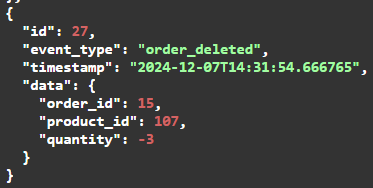 },
{
  "id": 27,
  "event_type": "order_deleted",
  "timestamp": "2024-12-07T14:31:54.666765",
  "data": {
    "order_id": 15,
    "product_id": 107,
    "quantity": -3
  }
}